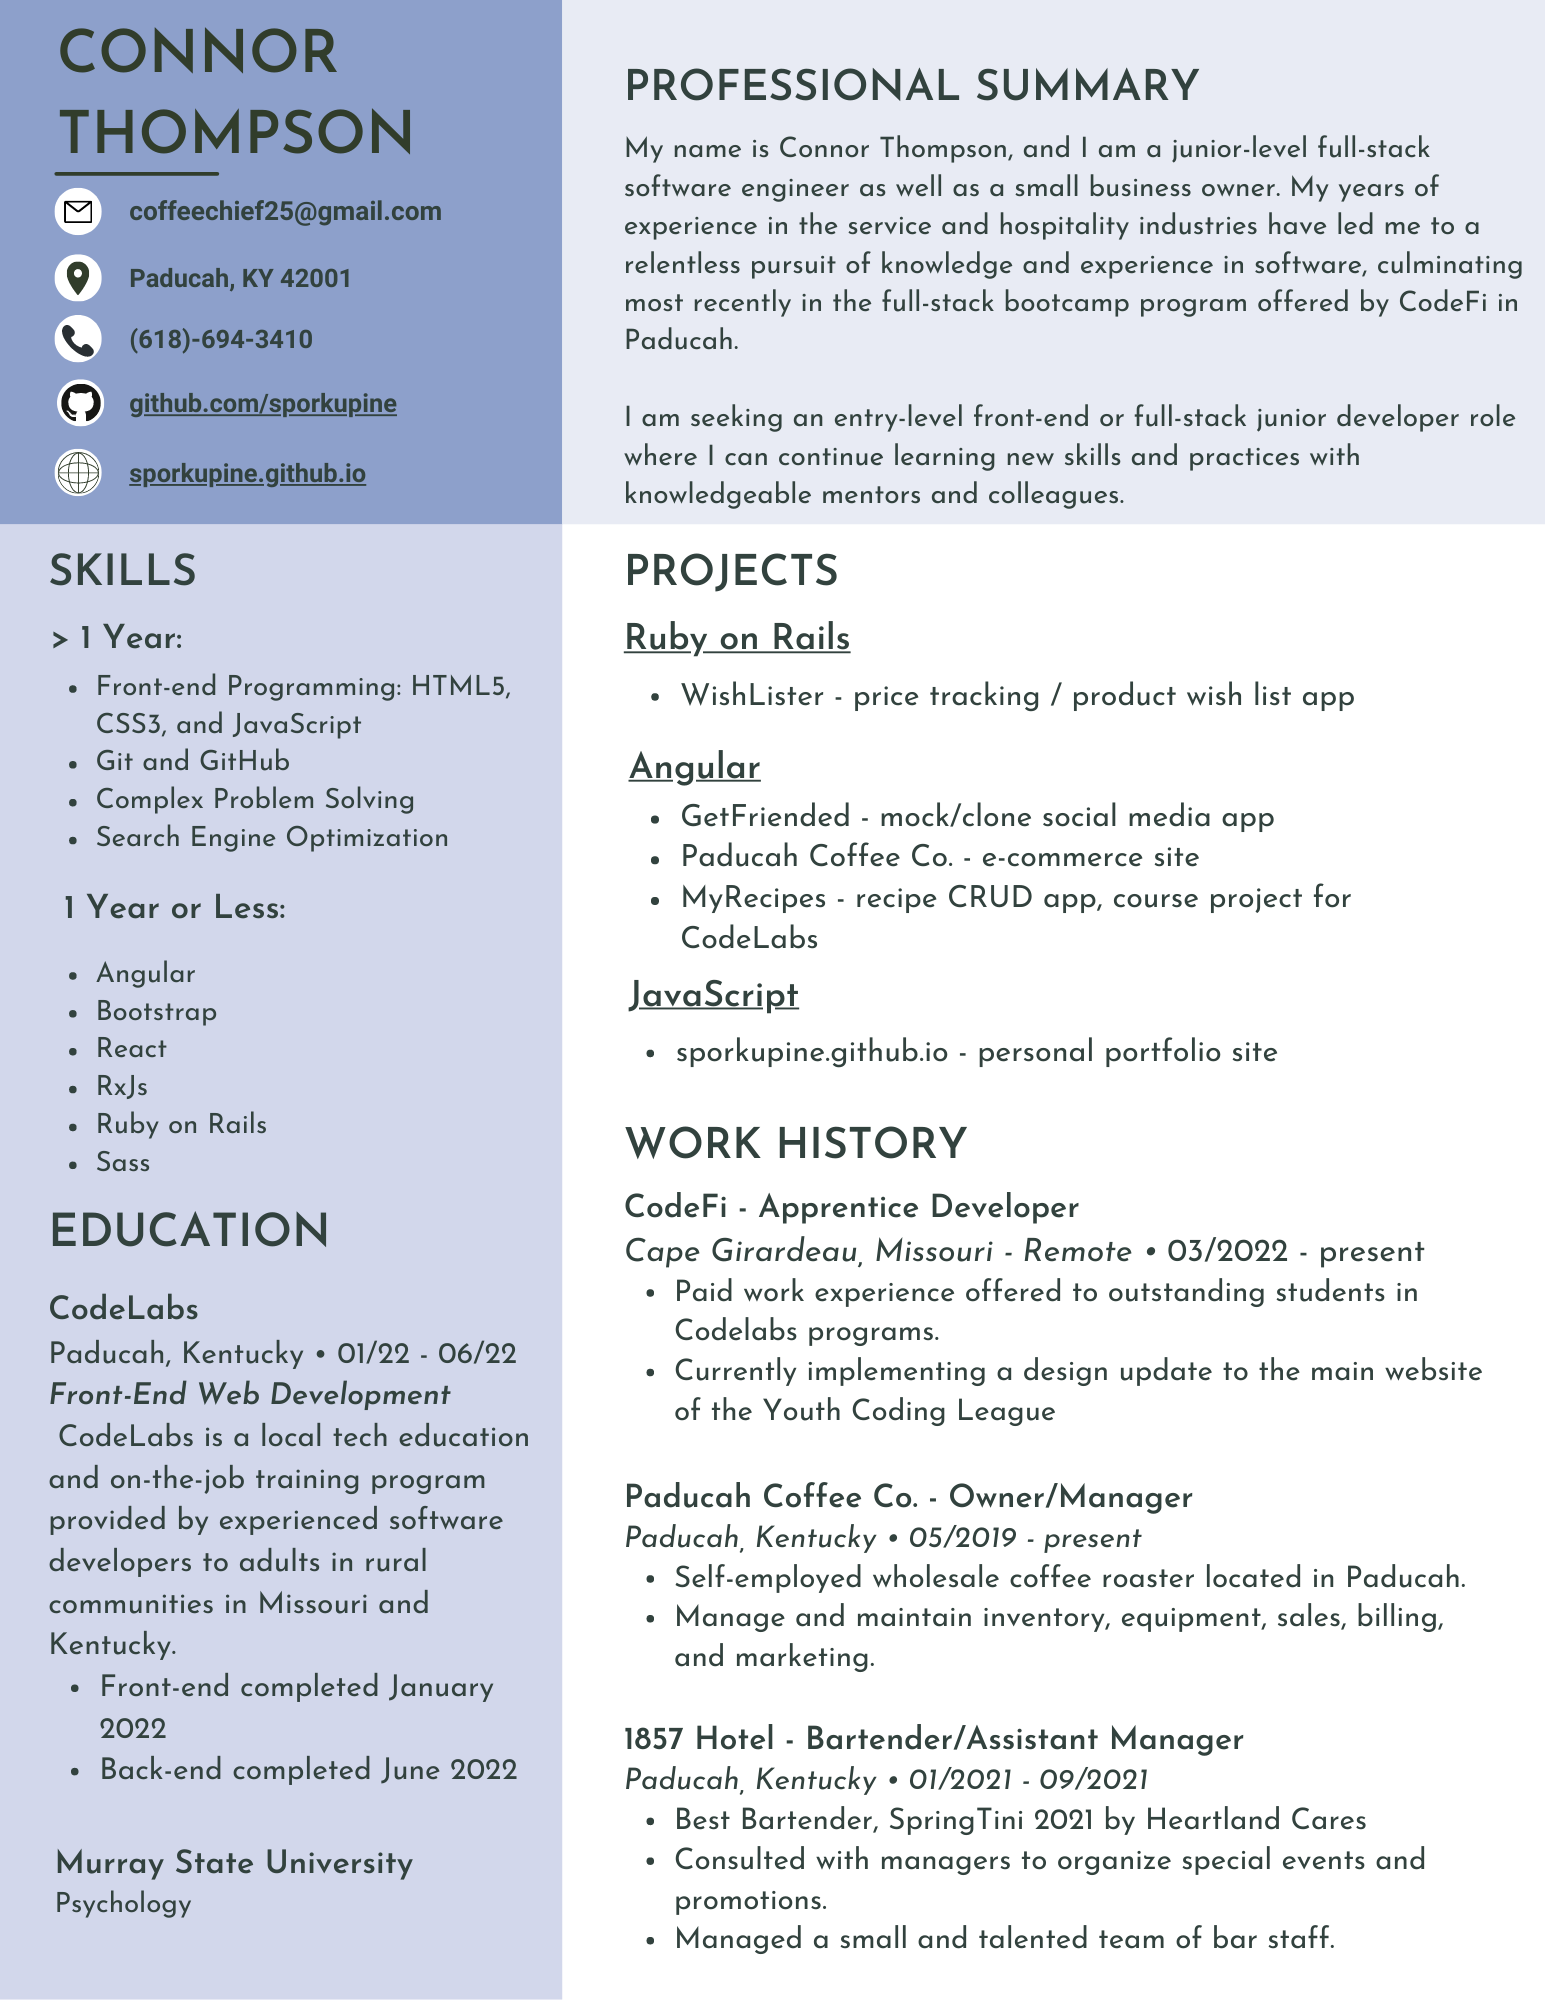 CONNOR
THOMPSON
coffeechief25@gmail.com
Paducah, KY 42001
(618)-694-3410
github.com/sporkupine
sporkupine.github.io
PROFESSIONAL SUMMARY
My name is Connor Thompson, and I am a junior-level full-stack
software engineer as well as a small business owner. My years of
experience in the service and hospitality industries have led me to a
relentless pursuit of knowledge and experience in software, culminating
most recently in the full-stack bootcamp program offered by CodeFi in
Paducah.
I am seeking an entry-level front-end or full-stack junior developer role
where I can continue learning new skills and practices with
knowledgeable mentors and colleagues.
SKILLS
> 1 Year:
• Front-end Programming: HTML5,
CSS3, and JavaScript
• Git and GitHub
• Complex Problem Solving
• Search Engine Optimization
1 Year or Less:
• Angular
• Bootstrap
• React
• RxJs
• Ruby on Rails
• Sass
EDUCATION
CodeLabs
Paducah, Kentucky • 01/22 - 06/22
Front-End Web Development
CodeLabs is a local tech education
and on-the-job training program
provided by experienced software
developers to adults in rural
communities in Missouri and
Kentucky.
• Front-end completed January
2022
• Back-end completed June 2022
Murray State University
Psychology
PROJECTS
Ruby on Rails
• WishLister - price tracking / product wish list app
Angular
• GetFriended - mock/clone social media app
• Paducah Coffee Co. - e-commerce site
• MyRecipes - recipe CRUD app, course project for
CodeLabs
JavaScript
• sporkupine.github.io - personal portfolio site
WORK HISTORY
CodeFi - Apprentice Developer
Cape Girardeau, Missouri - Remote • 03/2022 - present
• Paid work experience offered to outstanding students in
Codelabs programs.
• Currently implementing a design update to the main website
of the Youth Coding League
Paducah Coffee Co. - Owner/Manager
Paducah, Kentucky • 05/2019 - present
• Self-employed wholesale coffee roaster located in Paducah.
• Manage and maintain inventory, equipment, sales, billing,
and marketing.
1857 Hotel - Bartender/Assistant Manager
Paducah, Kentucky • 01/2021 - 09/2021
• Best Bartender, SpringTini 2021 by Heartland Cares
• Consulted with managers to organize special events and
promotions.
• Managed a small and talented team of bar staff.